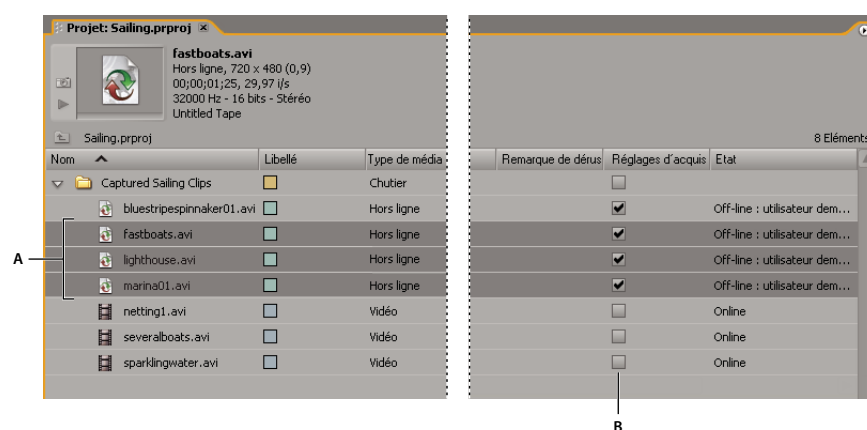 Projet: Sailing.prproj
fastboats.avi
Hors ligne, 720 x 480 (0,9)
00;00;01;25, 29,97 i/s
32000 Hz - 16 bits - Stéréo
Untitled Tape
Sailing.prproj
8 Eléments
Nom Libellé Type de média Remarque de dérus Réglages d´acquis Etat
Captured Sailing Clips Chutier
bluestripespinnaker01.avi Hors ligne Off-line : utilisateur dem...
fastboats.avi Hors ligne Off-line : utilisateur dem...
A lighthouse.avi Hors ligne Off-line : utilisateur dem...
marina01.avi Hors ligne Off-line : utilisateur dem...
netting1.avi Vidéo Online
severalboats.avi Vidéo Online
sparklingwater.avi Vidéo Online
B